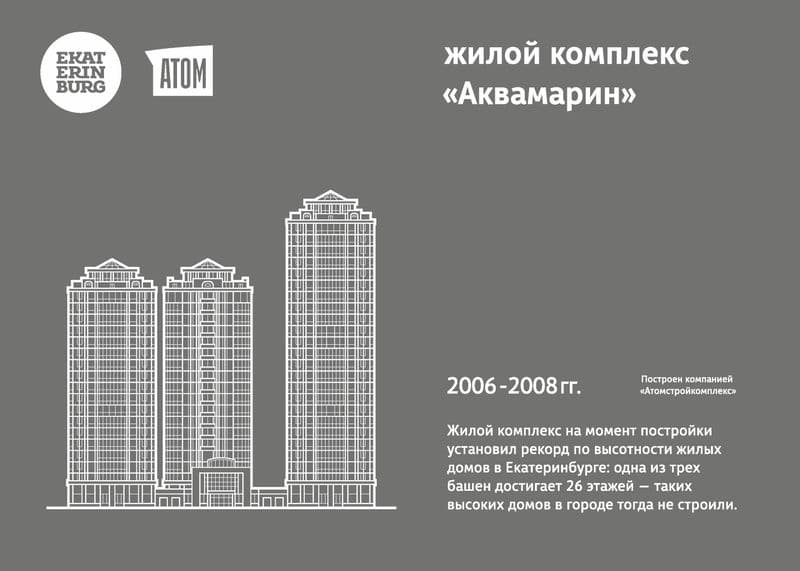 EKAT
ERIN
BURG
АТОМ
жилой комплекс
«Аквамарин»
2006-2008 гг.
Построен компанией
«Атомстройкомплекс»
Жилой комплекс на момент постройки
установил рекорд по высотности жилых
домов в Екатеринбурге: одна из трех
башен достигает 26 этажей — таких
высоких домов в городе тогда не строили.